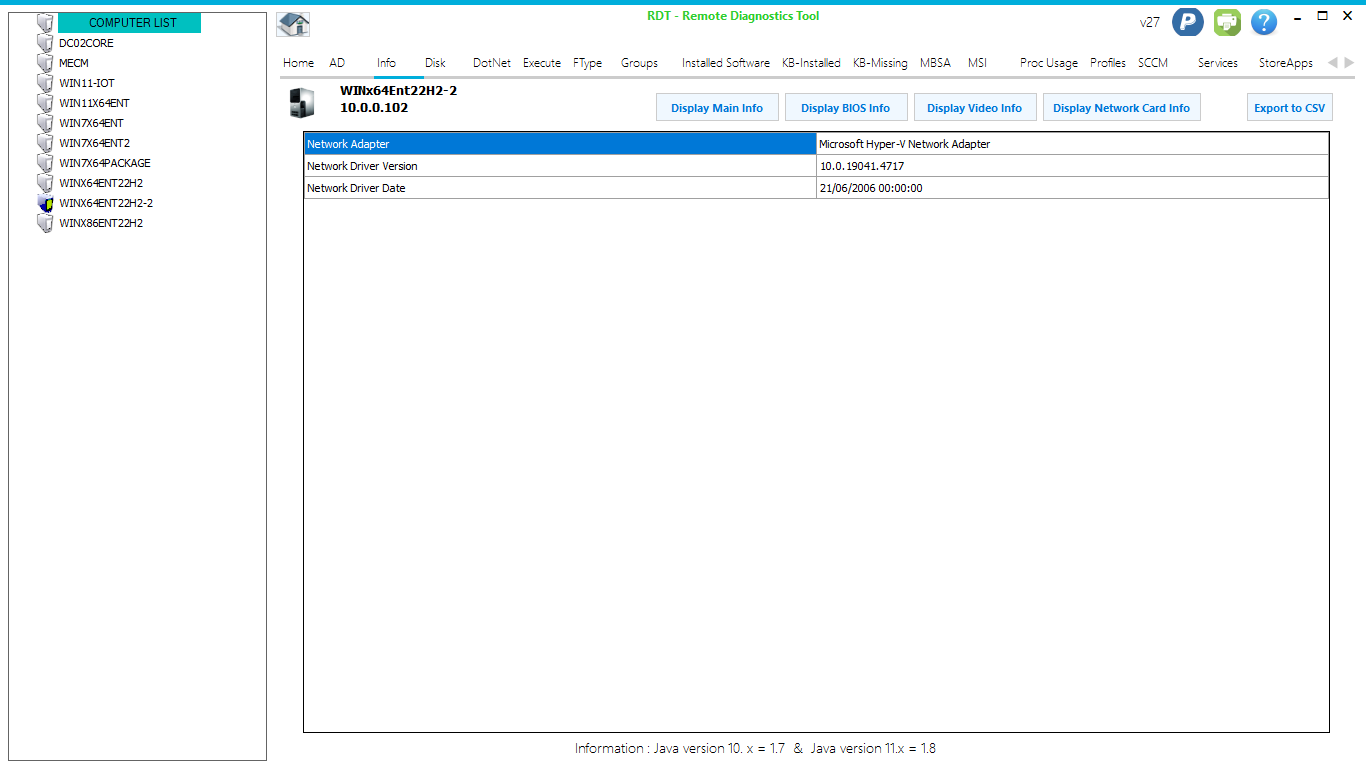 COMPUTER LIST
DC02CORE
MECM
WIN11-IOT
WIN11X64ENT
WIN7X64ENT
WIN7X64ENT2
WIN7X64PACKAGE
WINX64ENT22H2
WINX64ENT22H2-2
WINX86ENT22H2
RDT - Remote Diagnostics Tool
v27 P ?
Home AD Info Disk DotNet Execute FType Groups Installed Software KB-Installed KB-Missing MBSA MSI Proc Usage Profiles SCCM Services StoreApps
WINx64Ent22H2-2
10.0.0.102
Display Main Info Display BIOS Info Display Video Info Display Network Card Info Export to CSV
Network Adapter Microsoft Hyper-V Network Adapter
Network Driver Version 10.0.19041.4717
Network Driver Date 21/06/2006 00:00:00
Information : Java version 10. x = 1.7 & Java version 11.x = 1.8